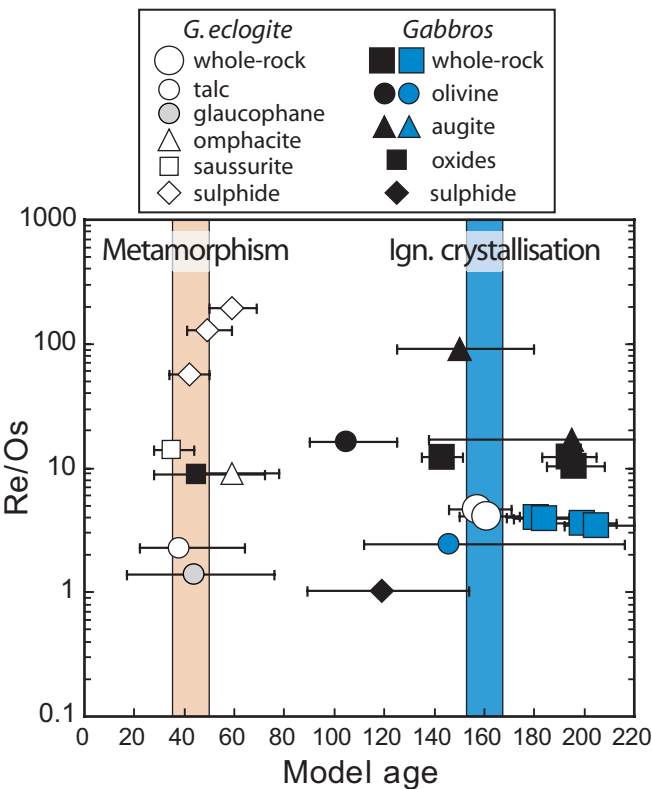 G.eclogite
whole-rock
talc
glaucophane
omphacite
saussurite
sulphide
Gabbros
whole-rock
olivine
augite
oxides
sulphide
Metamorphism
Ign. crystallisation
1000
100
10
1
0.1
Re/Os
0 20 40 60 80 100 120 140 160 180 200 220
Model age